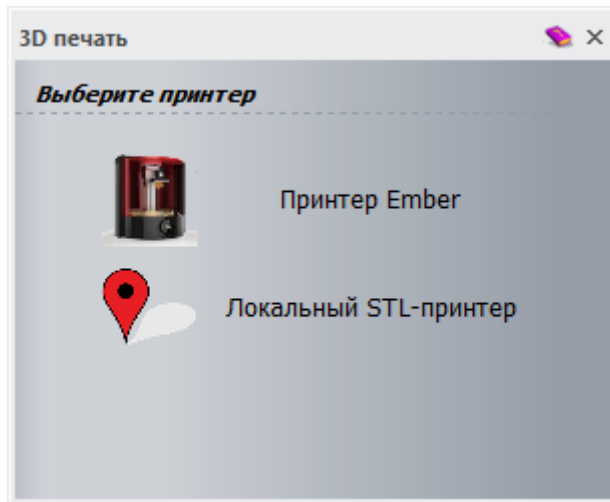 3D печать
Выберите принтер
Принтер Ember
Локальный STL-принтер